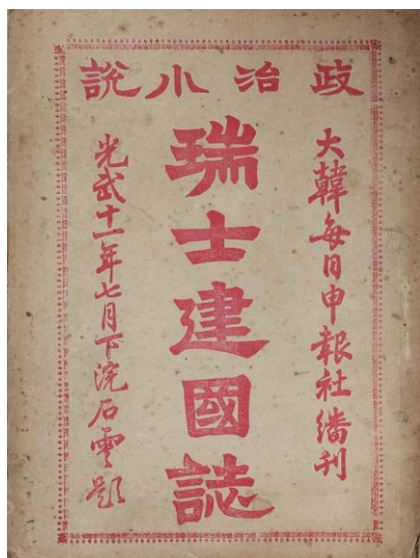 政治小說
大韓每日申報社繙刊
瑞士建國誌
光武十一年七月下浣石雲題